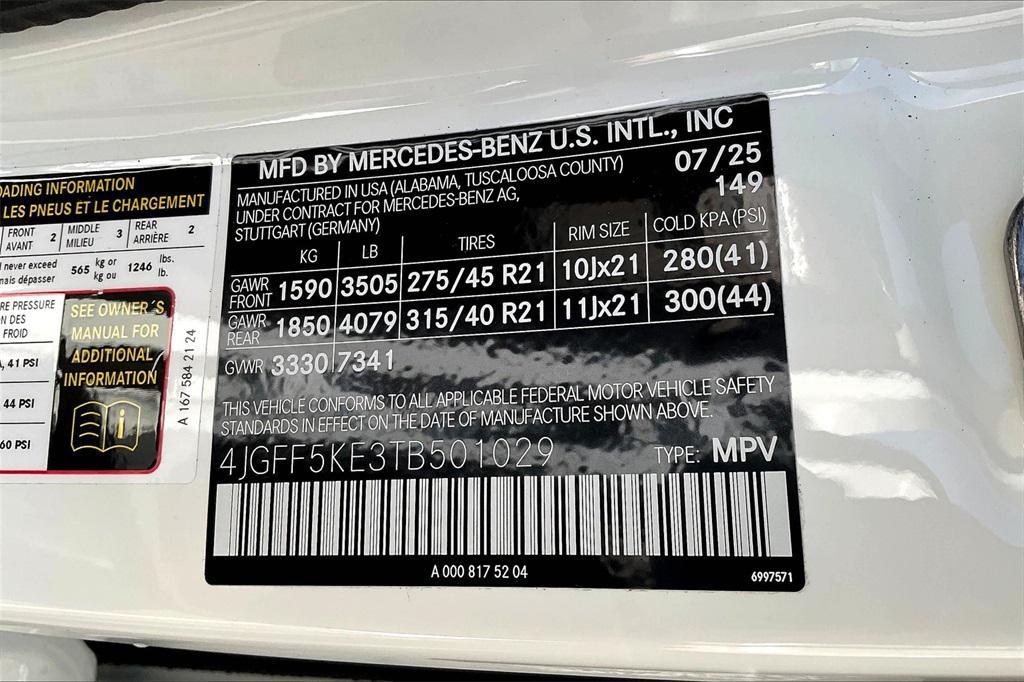 OADING INFORMATION
LES PNEUS ET LE CHARGEMENT
FRONT AVANT 2 MIDDLE MILIEU 3 REAR ARRIÈRE 2
never exceed
mais dépasser
565 kg or kg ou 1246 lbs. lb.
RE PRESSURE
ON DES
FROID
, 41 PSI
44 PSI
60 PSI
SEE OWNER´S
MANUAL FOR
ADDITIONAL
INFORMATION
A 167 584 21 24
MFD BY MERCEDES-BENZ U.S. INTL., INC
MANUFACTURED IN USA (ALABAMA, TUSCALOOSA COUNTY) 07/25
UNDER CONTRACT FOR MERCEDES-BENZ AG, 149
STUTTGART (GERMANY)
KG LB TIRES RIM SIZE COLD KPA (PSI)
GAWR FRONT 1590 3505 275/45 R21 10Jx21 280(41)
GAWR REAR 1850 4079 315/40 R21 11Jx21 300(44)
GVWR 3330 7341
THIS VEHICLE CONFORMS TO ALL APPLICABLE FEDERAL MOTOR VEHICLE SAFETY
STANDARDS IN EFFECT ON THE DATE OF MANUFACTURE SHOWN ABOVE.
4JGFF5KE3TB501029 TYPE: MPV
A 000 817 52 04
6997571